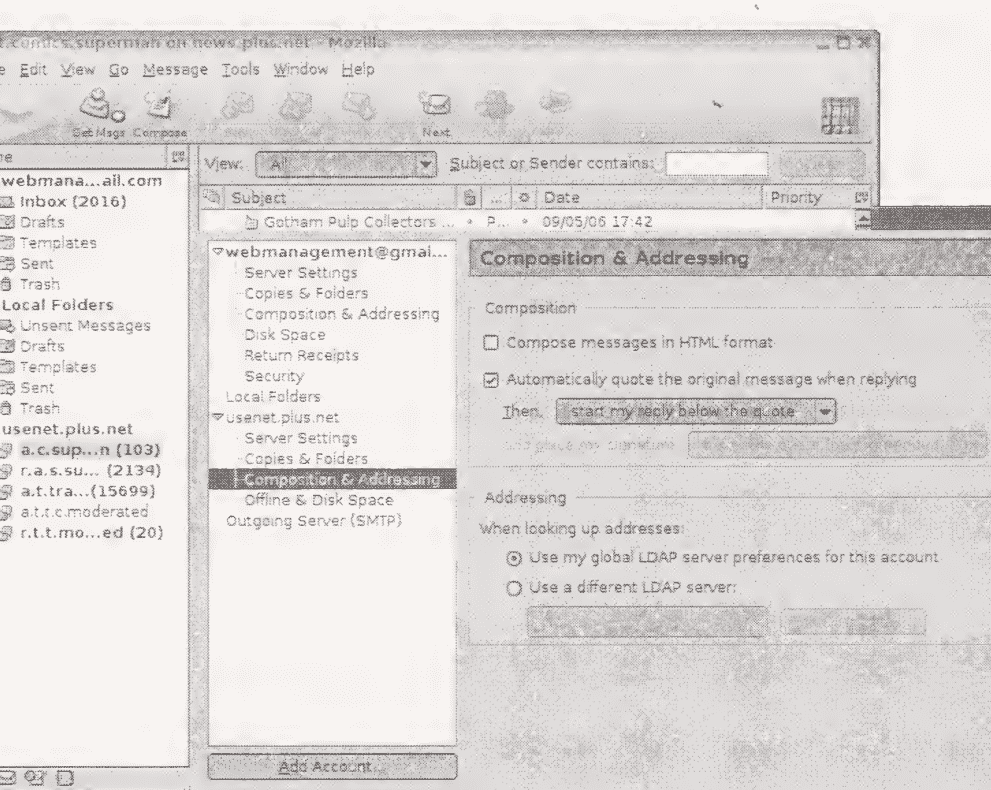 t.comics.superman on news.plus.net - Mozilla
e Edit View Go Message Tools Window Help
Get Msgs Compose Next
e
View: All Subject or Sender contains:
webmana...ail.com
Inbox (2016)
Drafts
Templates
Sent
Trash
Local Folders
Unsent Messages
Drafts
Templates
Sent
Trash
usenet.plus.net
a.c.sup...n (103)
r.a.s.su... (2134)
a.t.tra...(15699)
a.t.t.c.moderated
r.t.t.mo...ed (20)
Subject ... Date Priority
Gotham Pulp Collectors ... P... 09/05/06 17:42
webmanagement@gmai...
Server Settings
Copies & Folders
Composition & Addressing
Disk Space
Return Receipts
Security
Local Folders
usenet.plus.net
Server Settings
Copies & Folders
Composition & Addressing
Offline & Disk Space
Outgoing Server (SMTP)
Add Account...
Composition & Addressing
Composition
Compose messages in HTML format
Automatically quote the original message when replying
Then, start my reply below the quote
and place my signature
Addressing
When looking up addresses:
Use my global LDAP server preferences for this account
Use a different LDAP server: